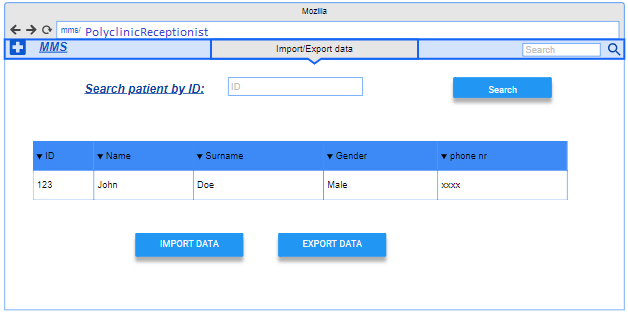 Mozilla
mms/ PolyclinicReceptionist
MMS Import/Export data Search
Search patient by ID: ID Search
ID Name Surname Gender phone nr
123 John Doe Male xxxx
IMPORT DATA EXPORT DATA